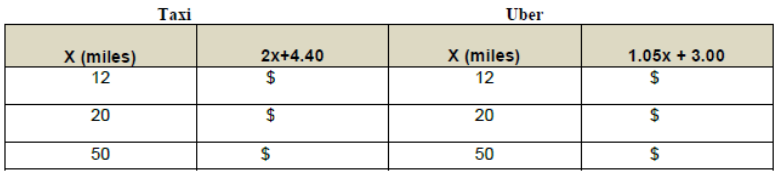 Taxi Uber
X (miles) 2x+4.40 X (miles) 1.05x + 3.00
12 $ 12 $
20 $ 20 $
50 $ 50 $